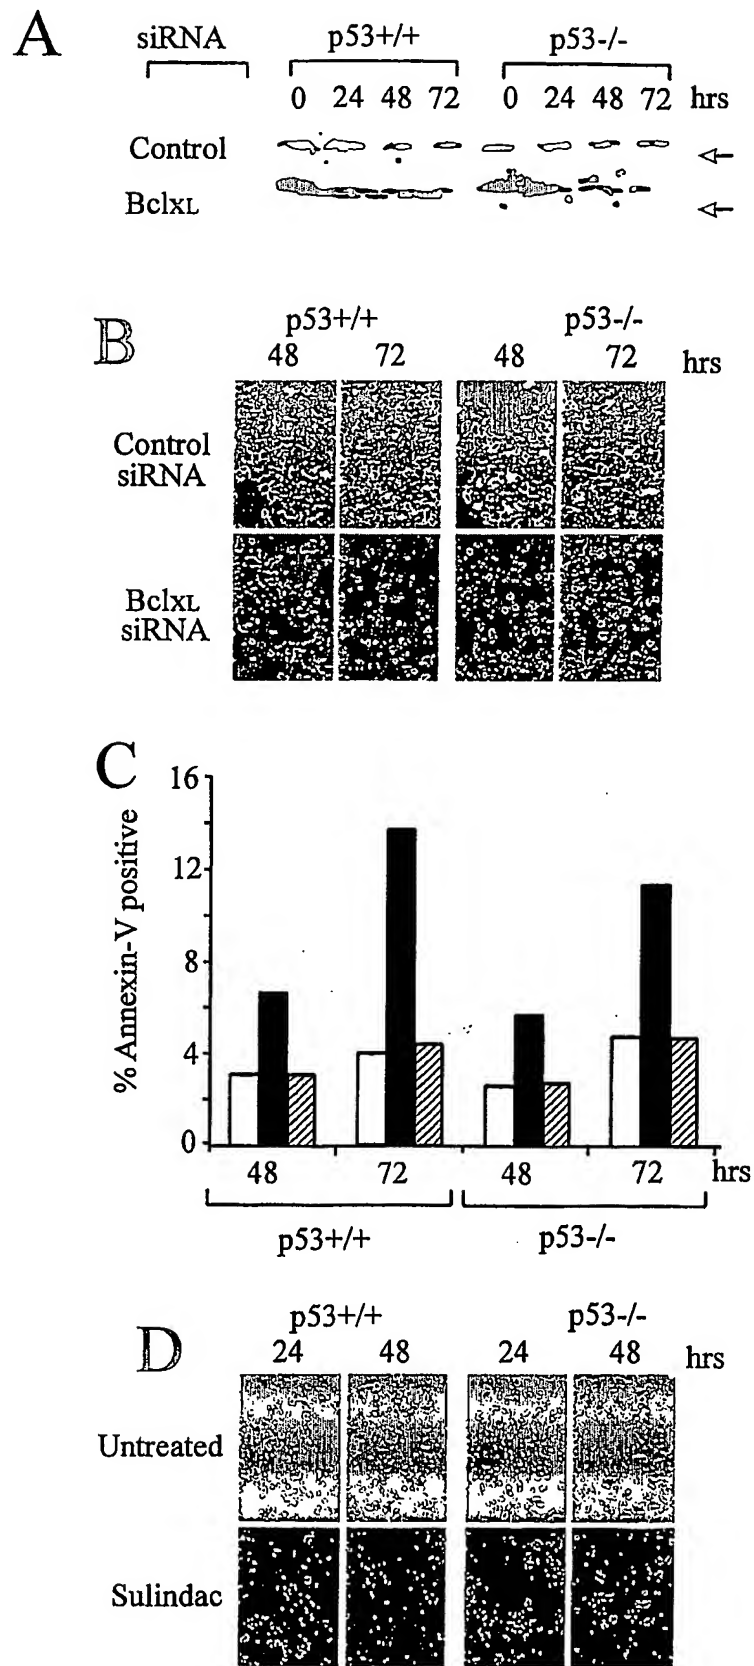 A
siRNA p53+/+ p53-/-
0 24 48 72 0 24 48 72 hrs
Control
BclxL
B
p53+/+ p53-/-
48 72 48 72 hrs
Control
siRNA
BclxL
siRNA
C
% Annexin-V positive
16
12
8
4
0
48 72 48 72 hrs
p53+/+ p53-/-
D
p53+/+ p53-/-
24 48 24 48 hrs
Untreated
Sulindac